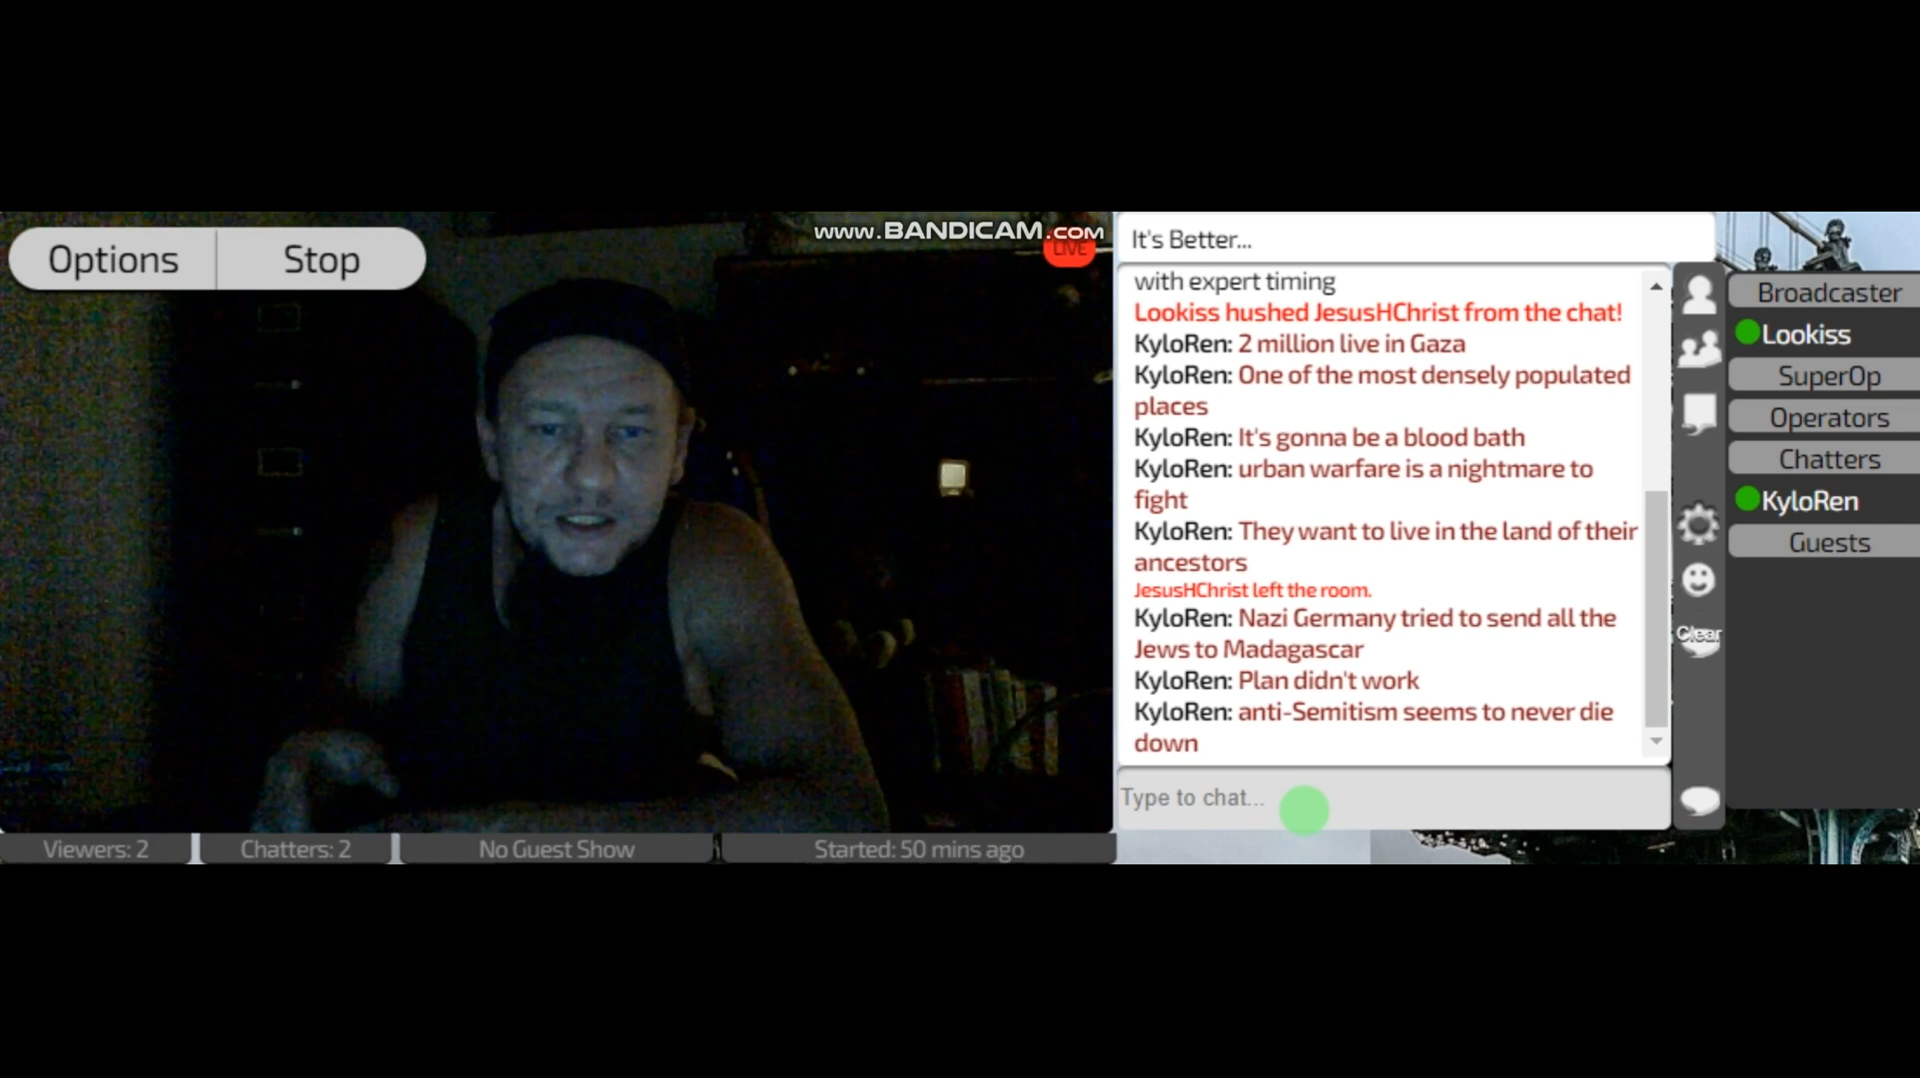 Options
Stop
www.BANDICAM.com
LIVE
It's Better...
with expert timing
Lookiss hushed JesusHChrist from the chat!
KyloRen: 2 million live in Gaza
KyloRen: One of the most densely populated
places
KyloRen: It's gonna be a blood bath
KyloRen: urban warfare is a nightmare to
fight
KyloRen: They want to live in the land of their
ancestors
JesusHChrist left the room.
KyloRen: Nazi Germany tried to send all the
Jews to Madagascar
KyloRen: Plan didn't work
KyloRen: anti-Semitism seems to never die
down
Type to chat...
Clear
Broadcaster
Lookiss
SuperOp
Operators
Chatters
KyloRen
Guests
Viewers: 2
Chatters: 2
No Guest Show
Started: 50 mins ago